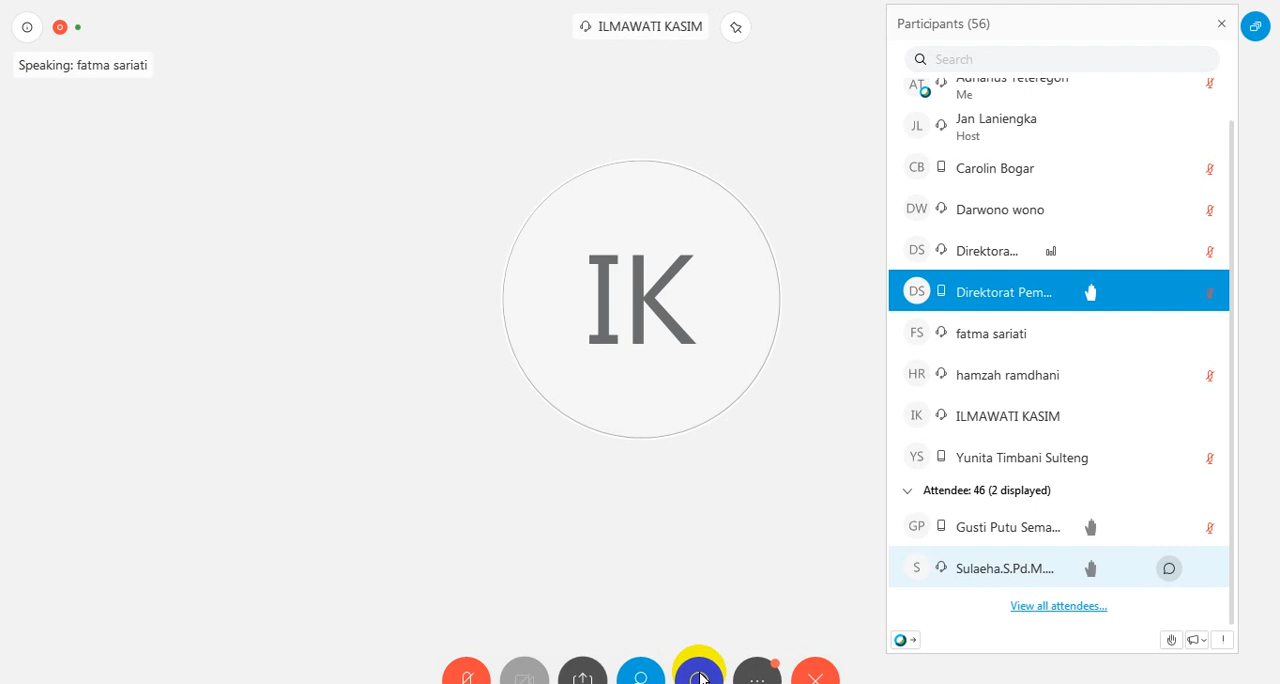 ILMAWATI KASIM
Speaking: fatma sariati
IK
Participants (56)
Search
AT
Me
JL Jan Laniengka
Host
CB Carolin Bogar
DW Darwono wono
DS Direktora...
DS Direktorat Pem...
FS fatma sariati
HR hamzah ramdhani
IK ILMAWATI KASIM
YS Yunita Timbani Sulteng
Attendee: 46 (2 displayed)
GP Gusti Putu Sema...
S Sulaeha.S.Pd.M....
View all attendees...